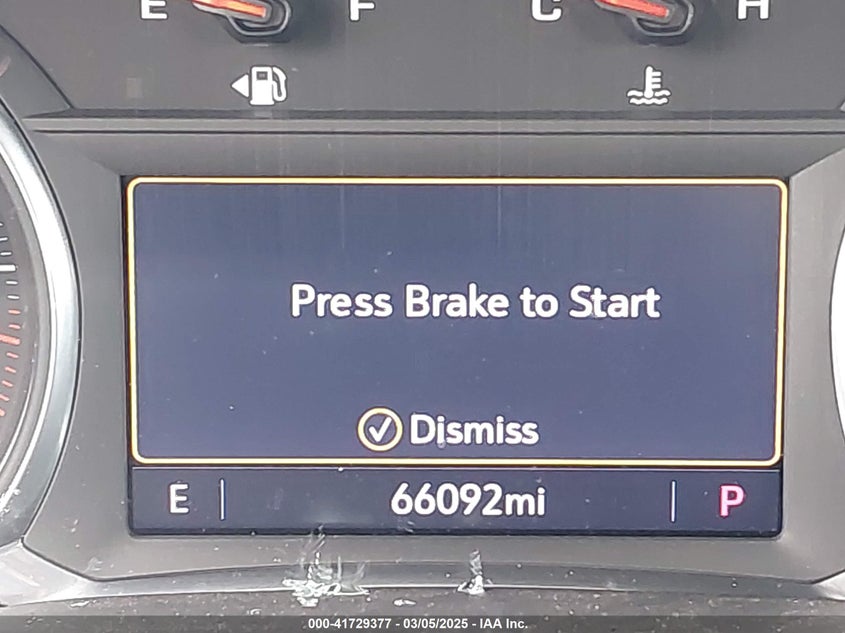 E F C H
Press Brake to Start
Dismiss
E 66092mi P
000-41729377 - 03/05/2025 - IAA Inc.